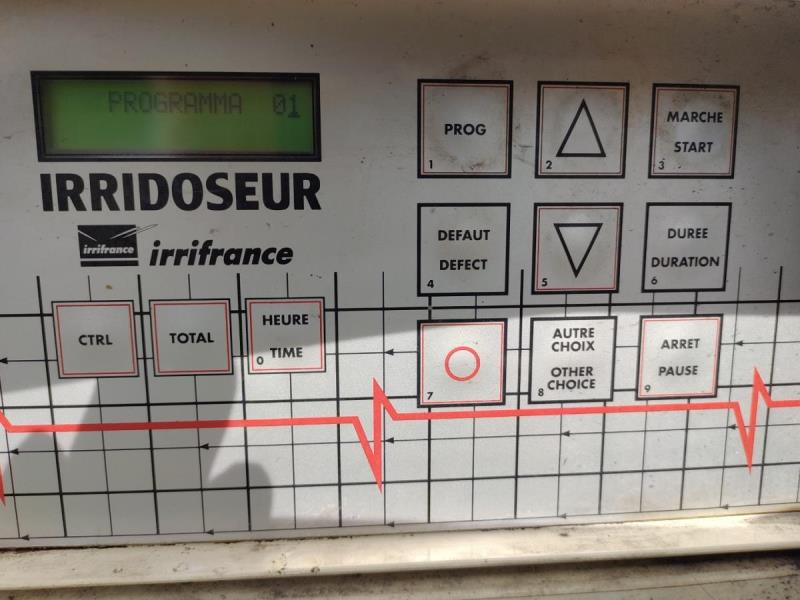 PROGRAMMA 01
IRRIDOSEUR
irrifrance irrifrance
PROG
1
2
MARCHE
START
3
DEFAUT
DEFECT
4
5
DUREE
DURATION
6
CTRL
TOTAL
HEURE
TIME
0
7
AUTRE
CHOIX
OTHER
CHOICE
8
ARRET
PAUSE
9